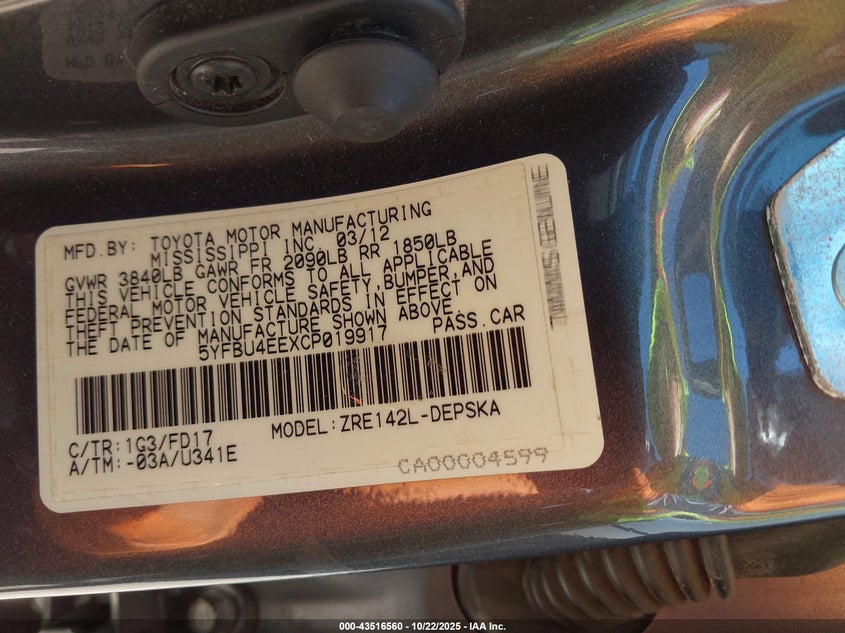 MFD.BY: TOYOTA MOTOR MANUFACTURING
MISSISSIPPI INC. 03/12
GVWR 3840LB GAWR FR 2090LB RR 1850LB
THIS VEHICLE CONFORMS TO ALL APPLICABLE
FEDERAL MOTOR VEHICLE SAFETY,BUMPER,AND
THEFT PREVENTION STANDARDS IN EFFECT ON
THE DATE OF MANUFACTURE SHOWN ABOVE.
5YFBU4EEXCP019917 PASS.CAR
C/TR:1G3/FD17 MODEL:ZRE142L-DEPSKA
A/TM:-03A/U341E
CA00004599
GENUINE
000-43516560 - 10/22/2025 - IAA Inc.